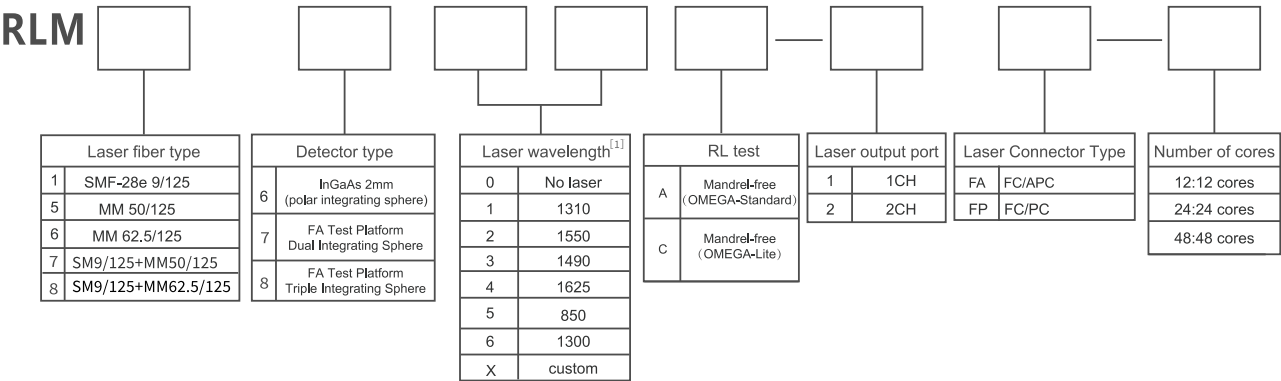 RLM
Laser fiber type
1 SMF-28e 9/125
5 MM 50/125
6 MM 62.5/125
7 SM9/125+MM50/125
8 SM9/125+MM62.5/125
Detector type
6 InGaAs 2mm
(polar integrating sphere)
7 FA Test Platform
Dual Integrating Sphere
8 FA Test Platform
Triple Integrating Sphere
Laser wavelength[1]
0 No laser
1 1310
2 1550
3 1490
4 1625
5 850
6 1300
X custom
RL test
A Mandrel-free
(OMEGA-Standard)
C Mandrel-free
(OMEGA-Lite)
Laser output port
1 1CH
2 2CH
Laser Connector Type
FA FC/APC
FP FC/PC
Number of cores
12:12 cores
24:24 cores
48:48 cores